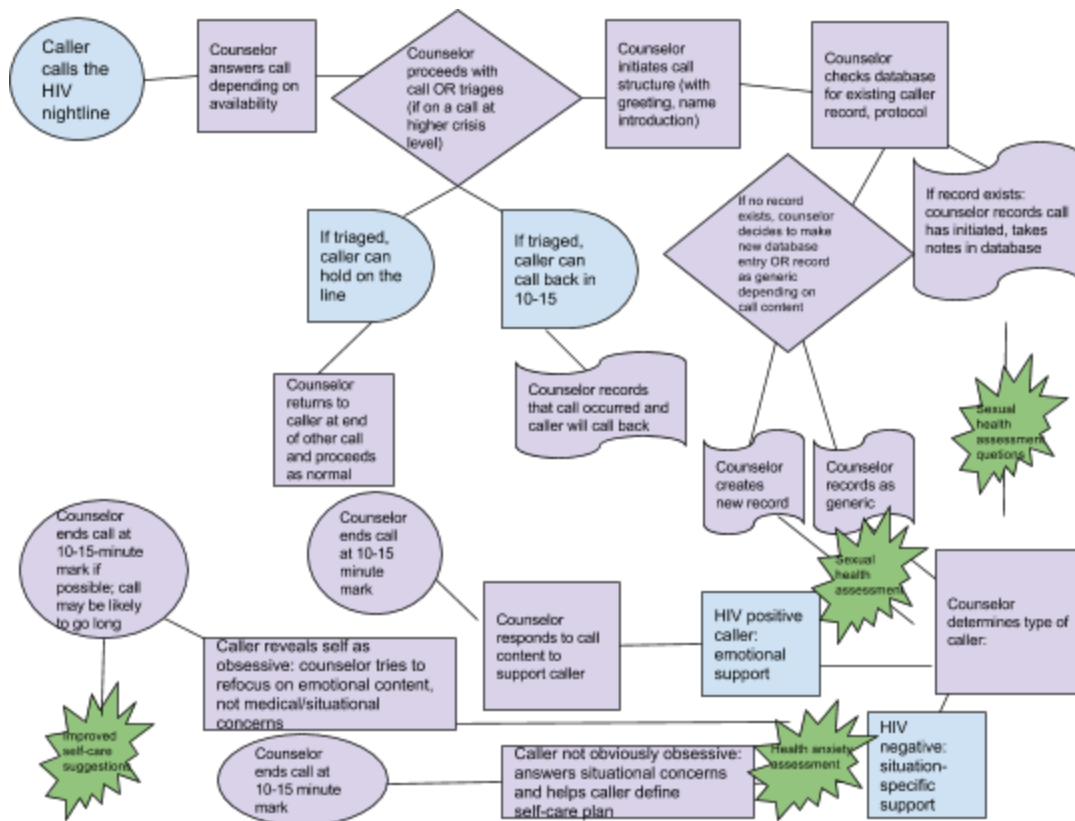 Caller
calls the
HIV
nightline
Counselor
answers call
depending on
availability
Counselor
proceeds with
call OR triages
(if on a call at
higher crisis
level)
Counselor
initiates call
structure (with
greeting, name
introduction)
Counselor
checks database
for existing caller
record, protocol
If triaged,
caller can
hold on the
line
If triaged,
caller can
call back in
10-15
If no record
exists, counselor
decides to make
new database
entry OR record
as generic
depending on
call content
If record exists:
counselor records call
has initiated, takes
notes in database
Counselor
returns to
caller at end
of other call
and proceeds
as normal
Counselor records
that call occurred and
caller will call back
Sexual
health
assessment
quetions
Counselor
creates
new record
Counselor
records as
generic
Counselor
ends call at
10-15-minute
mark if
possible; call
may be likely
to go long
Counselor
ends call
at 10-15
minute
mark
Sexual
health
assessment
Counselor
responds to call
content to
support caller
HIV positive
caller:
emotional
support
Counselor
determines type of
caller:
Caller reveals self as
obsessive: counselor tries to
refocus on emotional content,
not medical/situational
concerns
Improved
self-care
suggestions
Counselor
ends call at
10-15 minute
mark
Caller not obviously obsessive:
answers situational concerns
and helps caller define
self-care plan
Health anxiety
assessment
HIV
negative:
situation-
specific
support